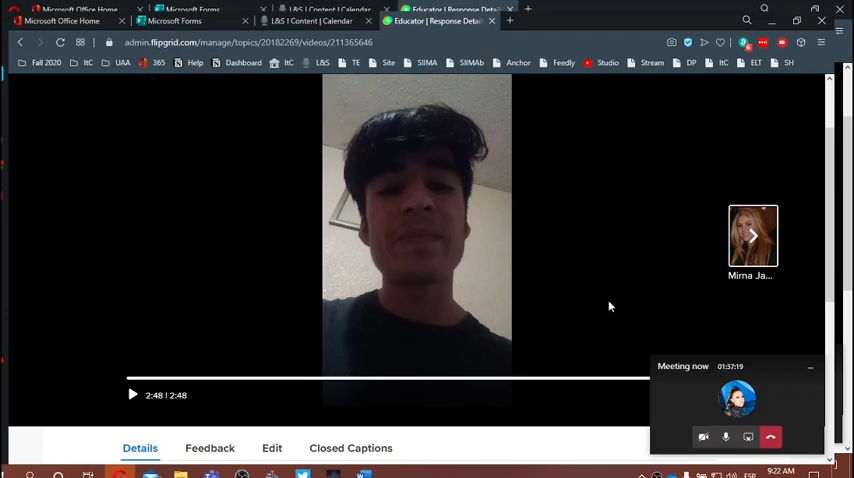 Microsoft Office Home Microsoft Forms L&S | Content | Calendar Educator | Response Details
Microsoft Office Home Microsoft Forms L&S | Content | Calendar Educator | Response Detail
admin.flipgrid.com/manage/topics/20182269/videos/211365646
Fall 2020 ItC UAA 365 Help Dashboard ItC L&S TE Site SIIMA SIIMAb Anchor Feedly Studio Stream DP ItC ELT SH
6
Mirna Ja...
Meeting now 01:37:19
2:48 | 2:48
Details Feedback Edit Closed Captions
ESP 9:22 AM